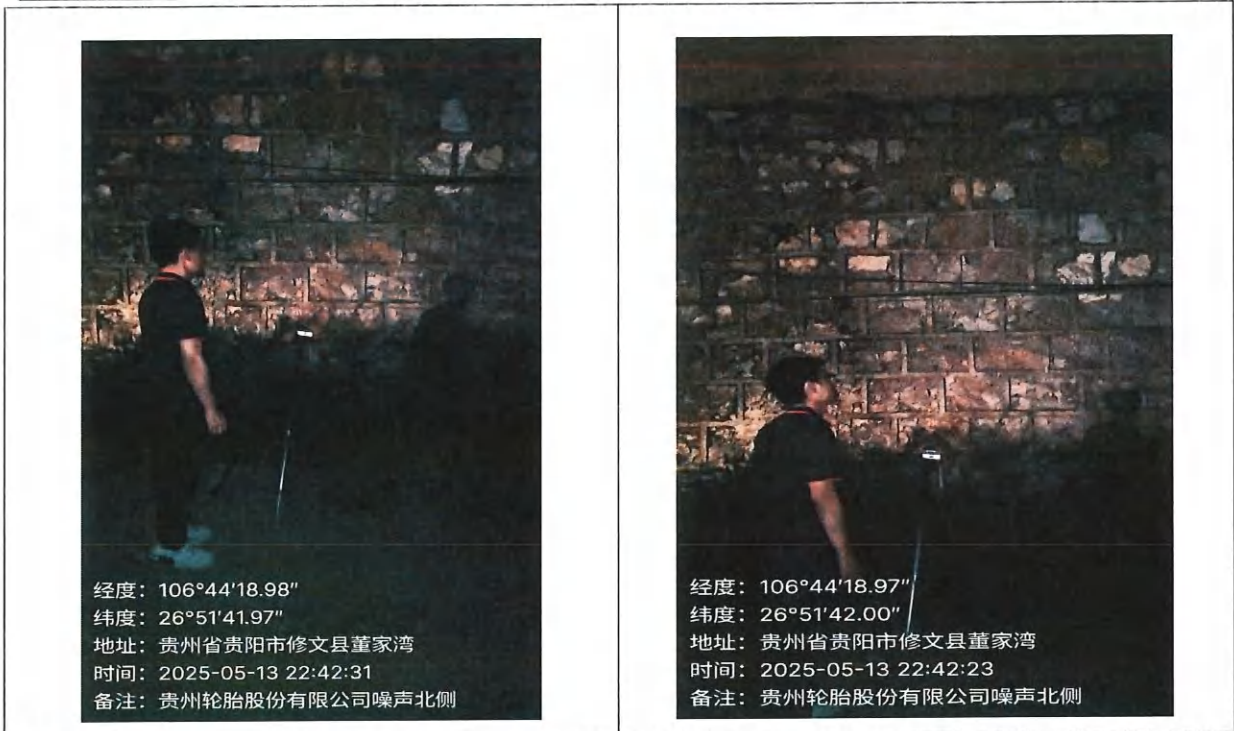 经度：106°44'18.98"
纬度：26°51'41.97"
地址：贵州省贵阳市修文县董家湾
时间：2025-05-13 22:42:31
备注：贵州轮胎股份有限公司噪声北侧
经度：106°44'18.97"
纬度：26°51'42.00"
地址：贵州省贵阳市修文县董家湾
时间：2025-05-13 22:42:23
备注：贵州轮胎股份有限公司噪声北侧